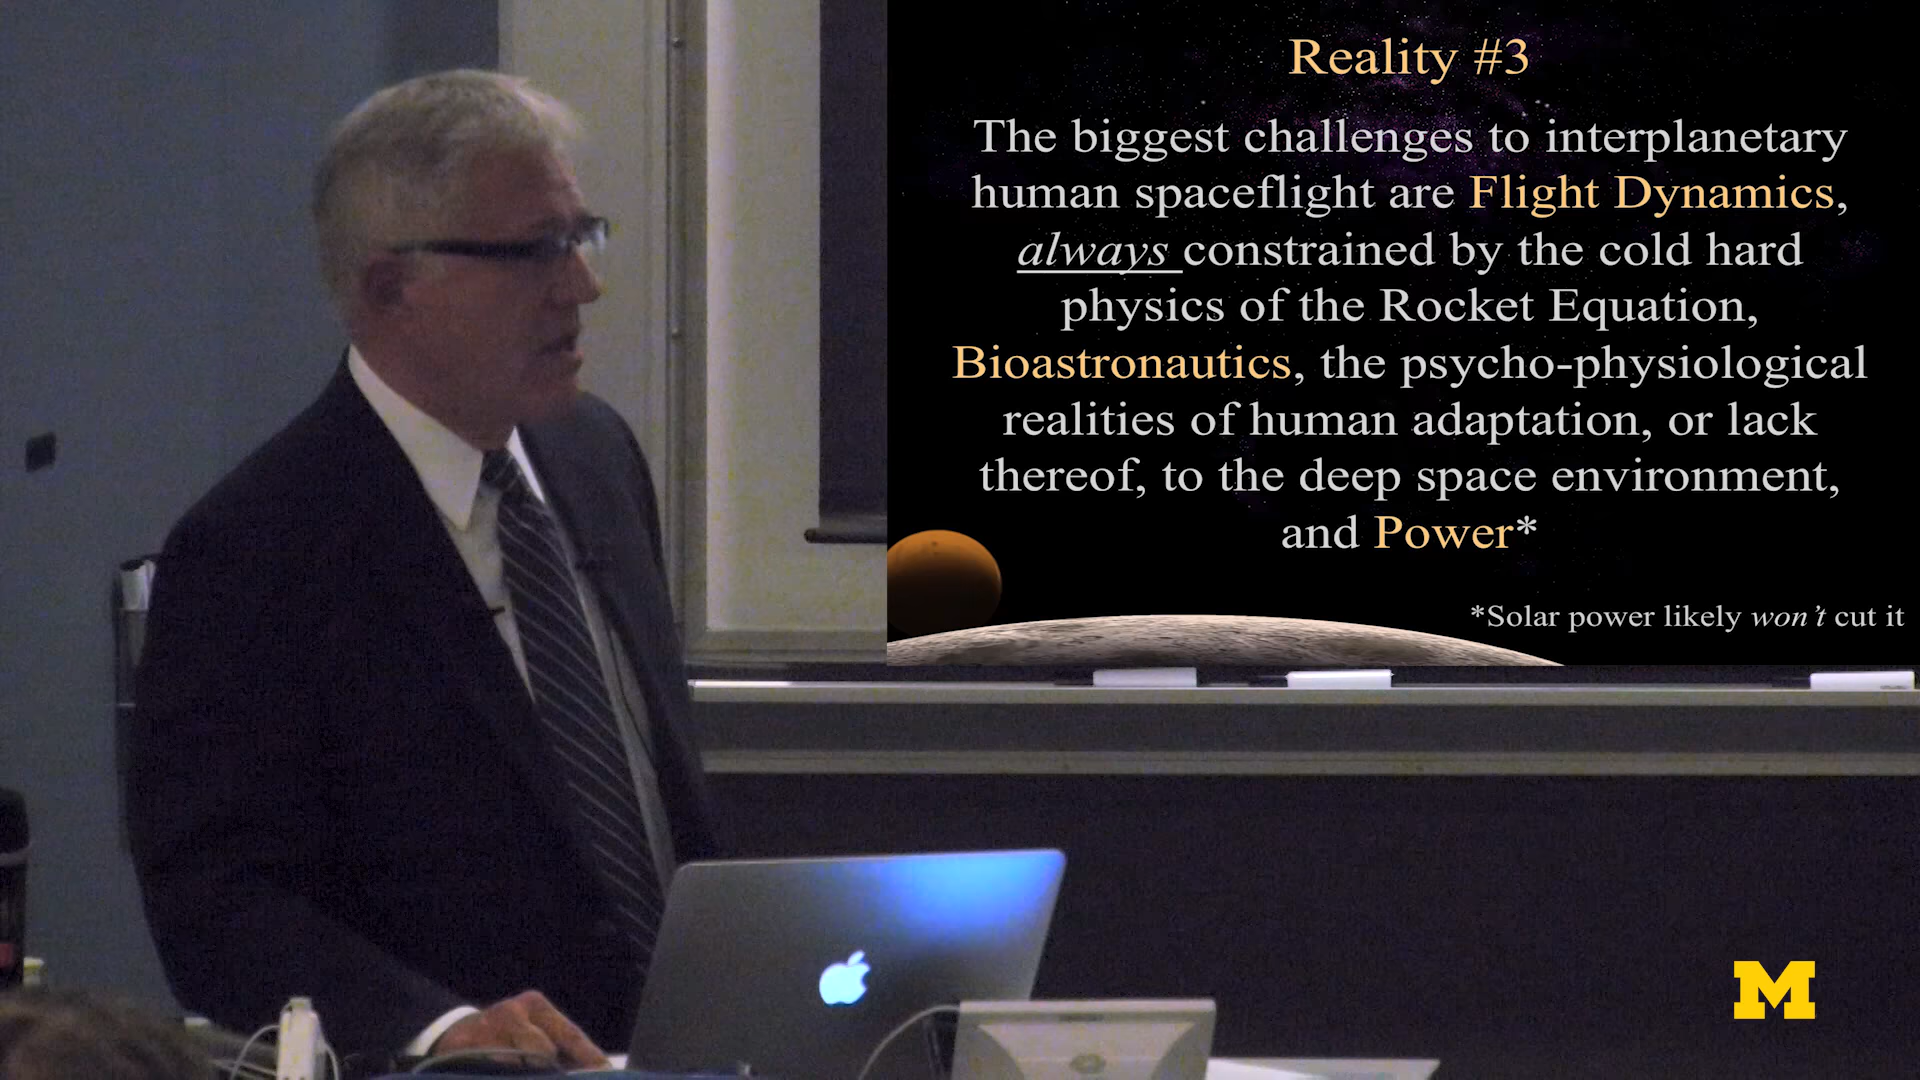 Reality #3
The biggest challenges to interplanetary
human spaceflight are Flight Dynamics,
always constrained by the cold hard
physics of the Rocket Equation,
Bioastronautics, the psycho-physiological
realities of human adaptation, or lack
thereof, to the deep space environment,
and Power*
*Solar power likely won't cut it
M